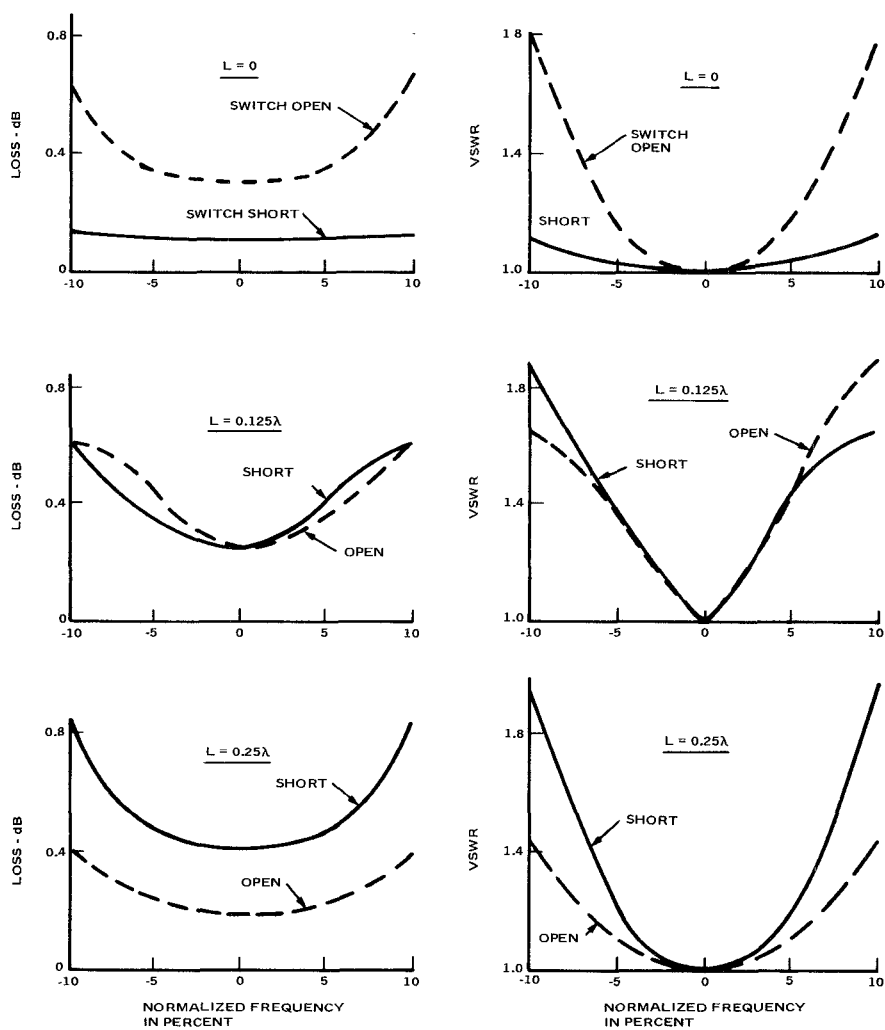 0.8
LOSS - dB
0.4
0
L = 0
SWITCH OPEN
SWITCH SHORT
-10
-5
0
5
10
1 8
VSWR
1.4
1.0
L = 0
SWITCH
OPEN
SHORT
-10
-5
0
5
10
0.8
LOSS - dB
0.4
0
L = 0.125λ
SHORT
OPEN
-10
-5
0
5
10
1.8
VSWR
1.4
1.0
L = 0.125λ
OPEN
SHORT
-10
-5
0
5
10
0.8
LOSS - dB
0.4
0
L = 0.25λ
SHORT
OPEN
-10
-5
0
5
10
NORMALIZED FREQUENCY
IN PERCENT
1.8
VSWR
1.4
1.0
L = 0.25λ
SHORT
OPEN
-10
-5
0
5
10
NORMALIZED FREQUENCY
IN PERCENT